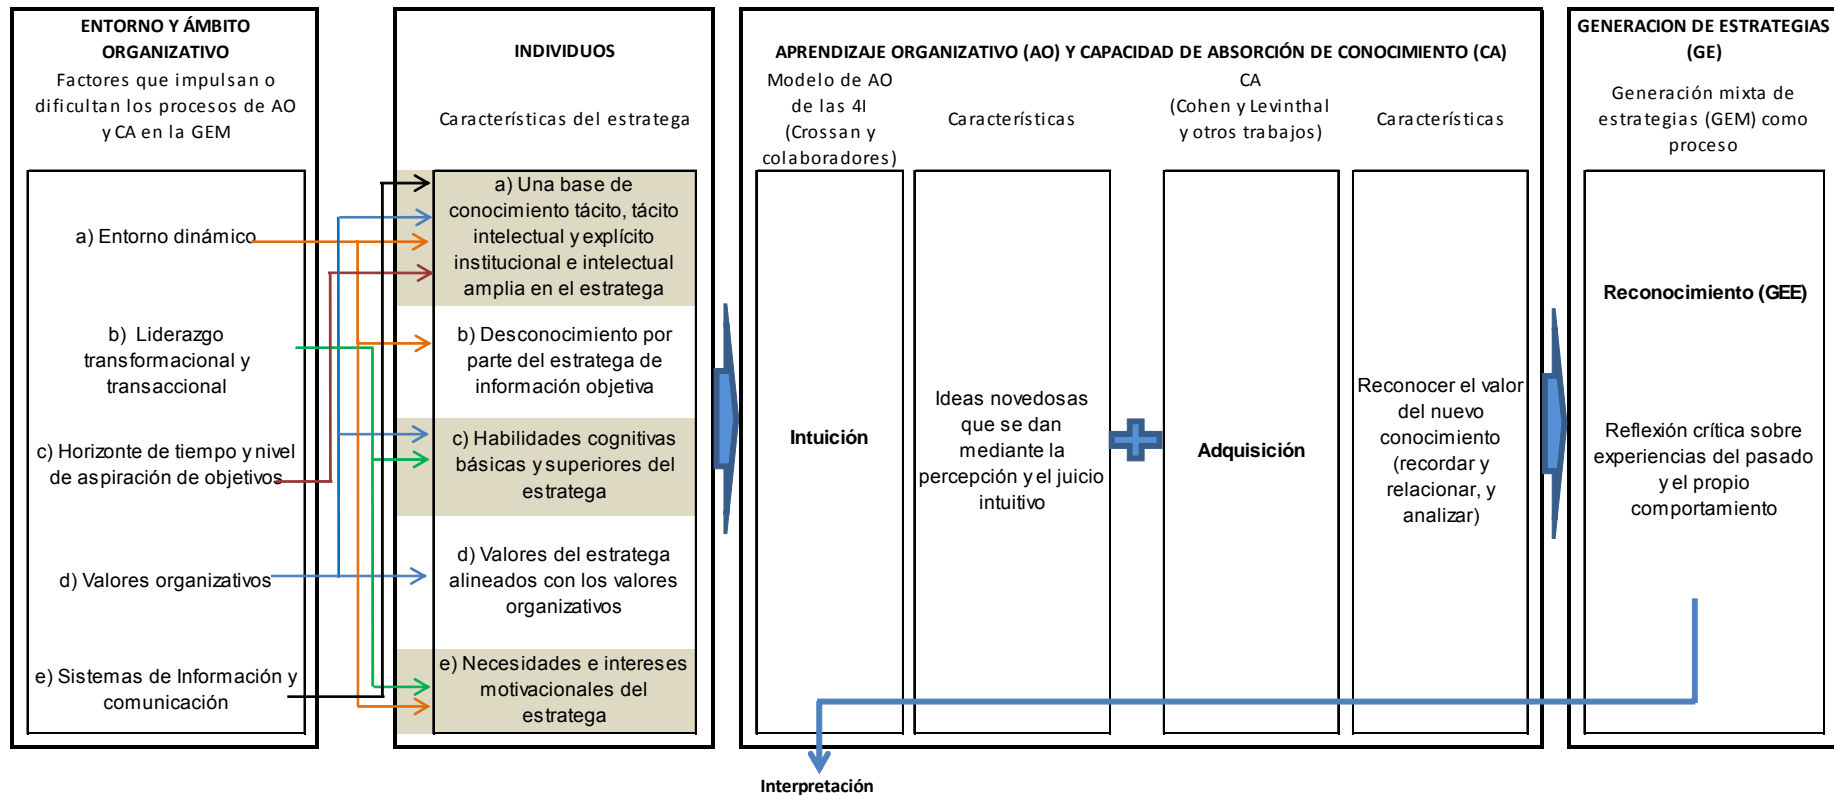 ENTORNO Y ÁMBITO
ORGANIZATIVO
Factores que impulsan o
dificultan los procesos de AO
y CA en la GEM
a) Entorno dinámico
b) Liderazgo
transformacional y
transaccional
c) Horizonte de tiempo y nivel
de aspiración de objetivos
d) Valores organizativos
e) Sistemas de Información y
comunicación
INDIVIDUOS
Características del estratega
a) Una base de
conocimiento tácito, tácito
intelectual y explícito
institucional e intelectual
amplia en el estratega
b) Desconocimiento por
parte del estratega de
información objetiva
c) Habilidades cognitivas
básicas y superiores del
estratega
d) Valores del estratega
alineados con los valores
organizativos
e) Necesidades e intereses
motivacionales del
estratega
APRENDIZAJE ORGANIZATIVO (AO) Y CAPACIDAD DE ABSORCIÓN DE CONOCIMIENTO (CA)
Modelo de AO
de las 4I
(Crossan y
colaboradores)
Intuición
Características
Ideas novedosas
que se dan
mediante la
percepción y el juicio
intuitivo
CA
(Cohen y Levinthal
y otros trabajos)
Adquisición
Características
Reconocer el valor
del nuevo
conocimiento
(recordar y
relacionar, y
analizar)
GENERACION DE ESTRATEGIAS
(GE)
Generación mixta de
estrategias (GEM) como
proceso
Reconocimiento (GEE)
Reflexión crítica sobre
experiencias del pasado
y el propio
comportamiento
Interpretación